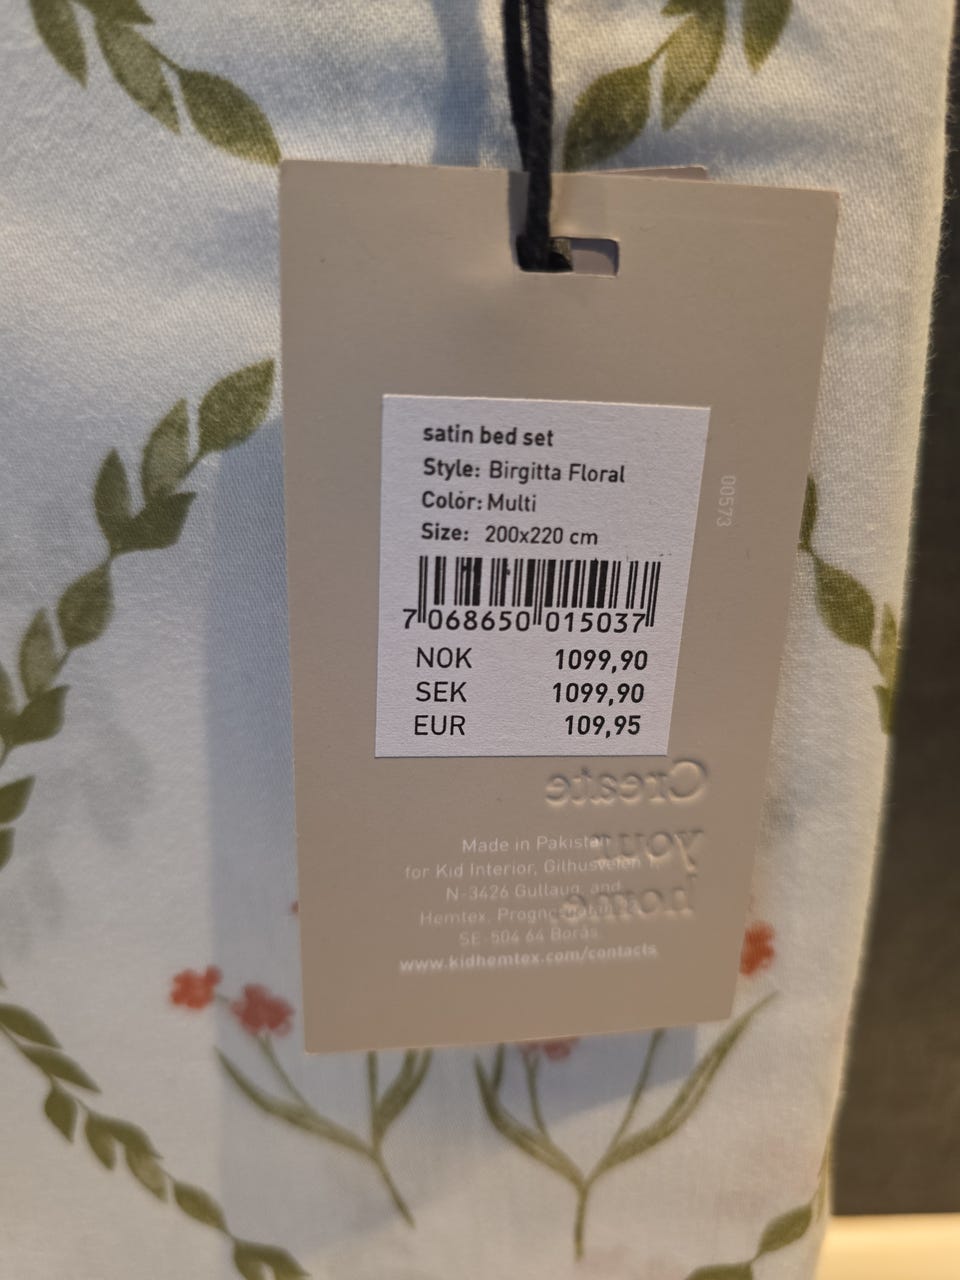 satin bed set
Style: Birgitta Floral
Color: Multi
Size: 200x220 cm
7 068650 015037
NOK 1099,90
SEK 1099,90
EUR 109,95
00573
Create
your
home
Made in Pakistan
for Kid Interior, Gilhusveien 1,
N-3426 Gullaug, and
Hemtex,
SE-504 64 Borås.
www.kidhemtex.com/contacts